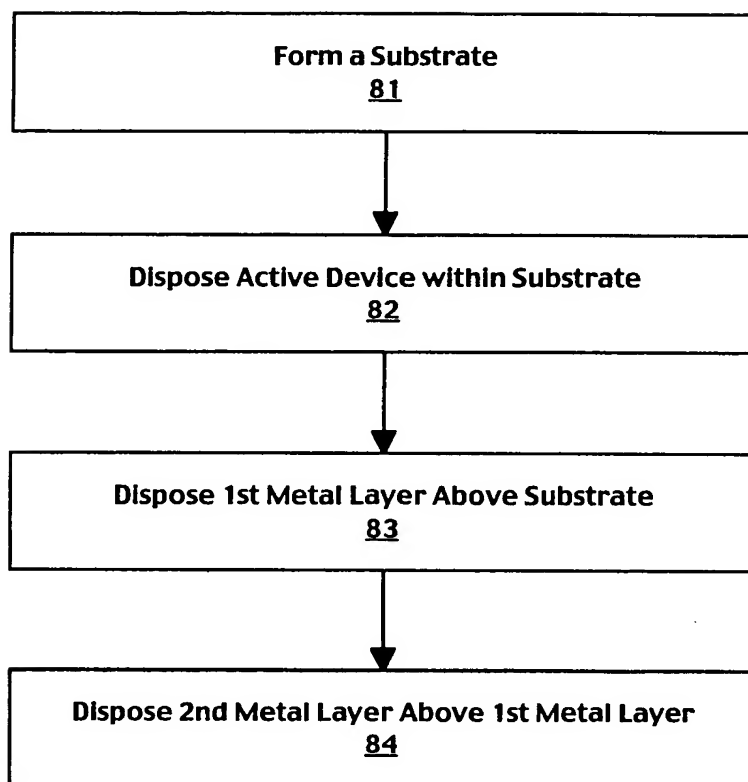 Form a Substrate
81
Dispose Active Device within Substrate
82
Dispose 1st Metal Layer Above Substrate
83
Dispose 2nd Metal Layer Above 1st Metal Layer
84